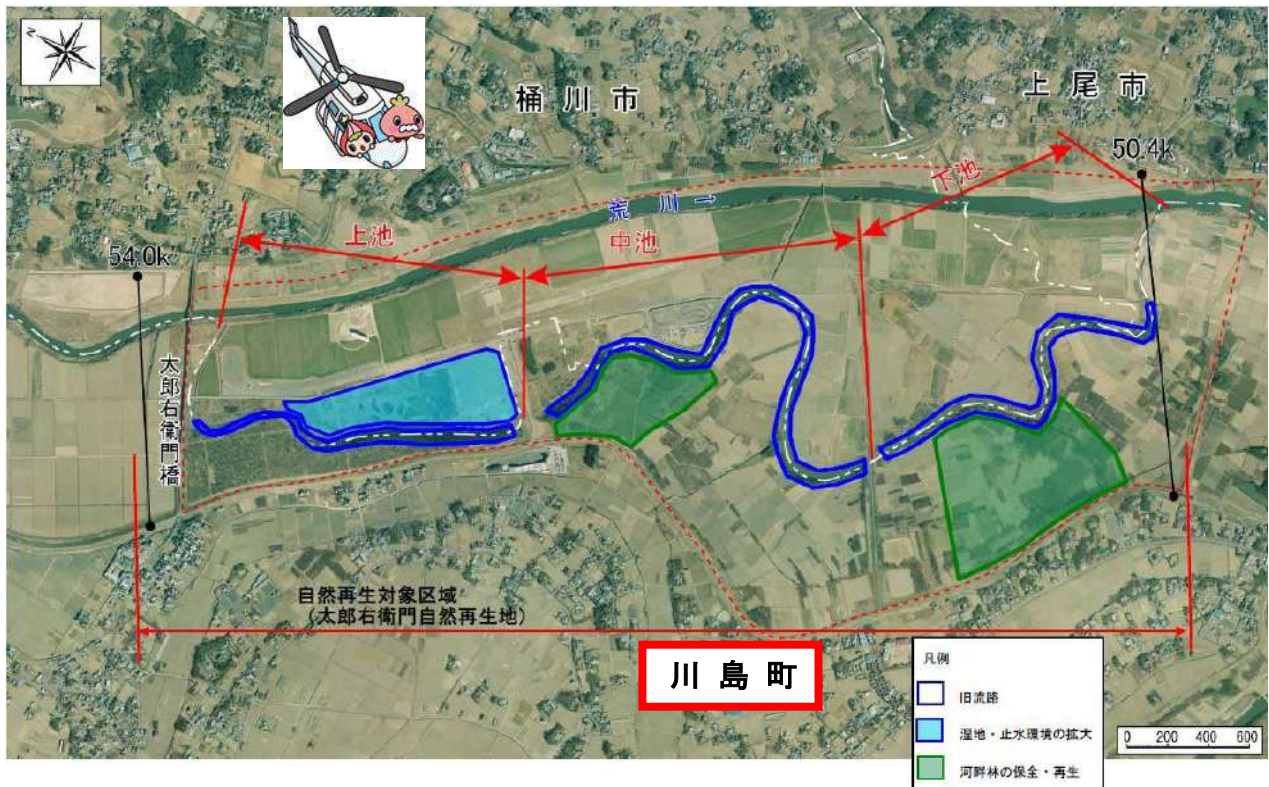 N
桶川市
上尾市
50.4k
下池
荒川→
上池
中池
54.0k
太郎右衛門橋
自然再生対象区域
(太郎右衛門自然再生地)
川島町
凡例
旧流路
湿地・止水環境の拡大
河畔林の保全・再生
0 200 400 600